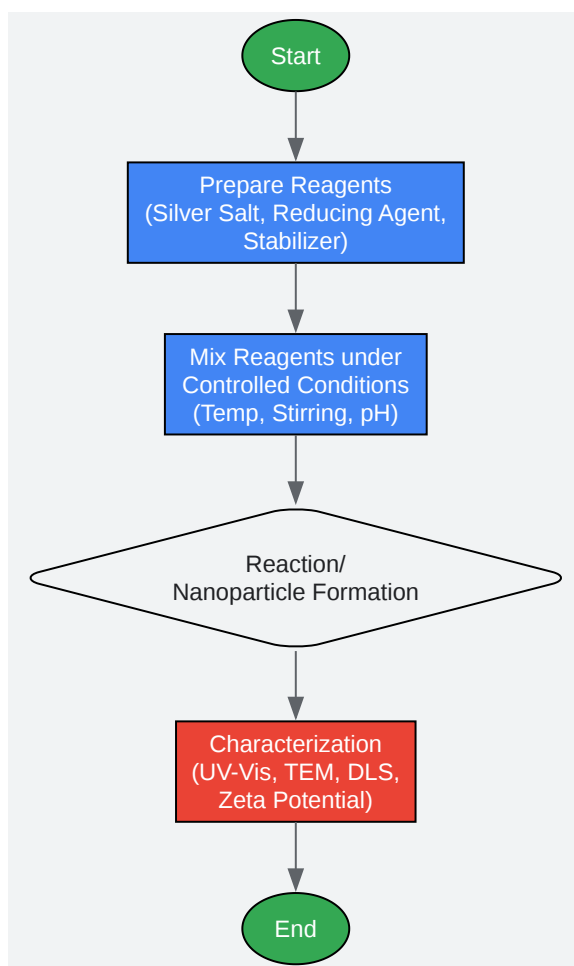 Start
Prepare Reagents
(Silver Salt, Reducing Agent,
Stabilizer)
Mix Reagents under
Controlled Conditions
(Temp, Stirring, pH)
Reaction/
Nanoparticle Formation
Characterization
(UV-Vis, TEM, DLS,
Zeta Potential)
End